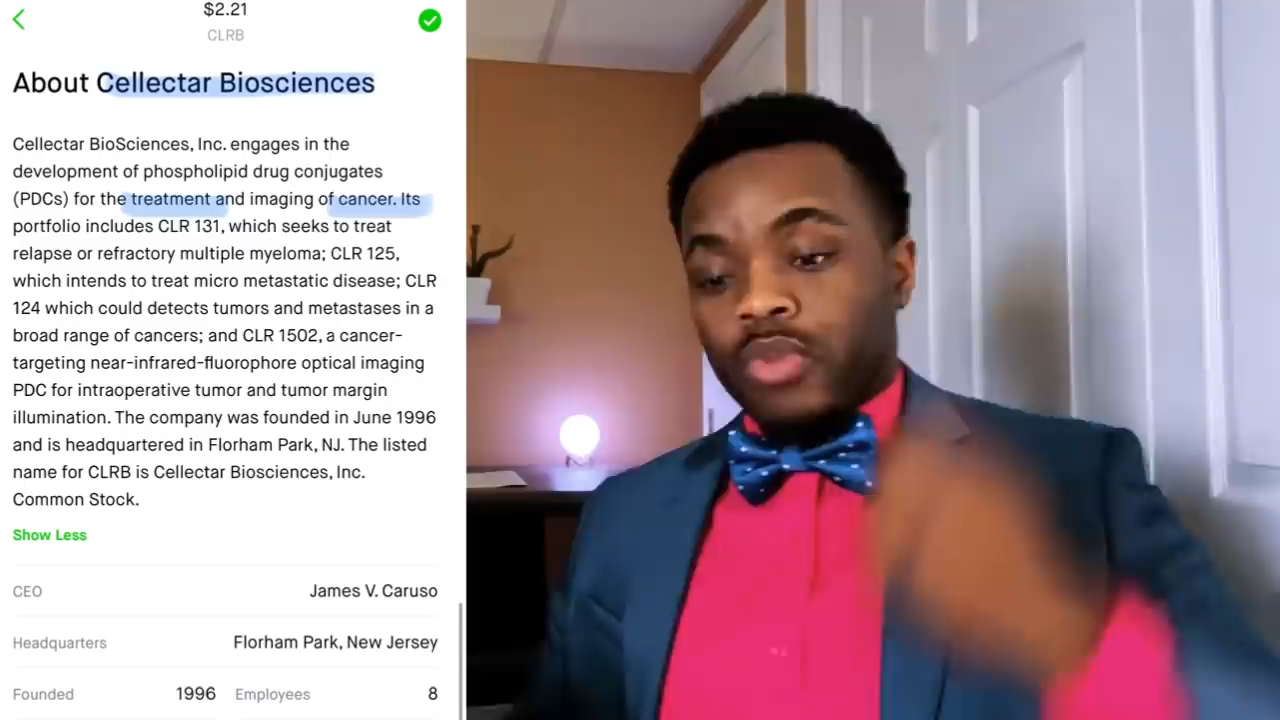 $2.21
CLRB
About Cellectar Biosciences
Cellectar BioSciences, Inc. engages in the
development of phospholipid drug conjugates
(PDCs) for the treatment and imaging of cancer. Its
portfolio includes CLR 131, which seeks to treat
relapse or refractory multiple myeloma; CLR 125,
which intends to treat micro metastatic disease; CLR
124 which could detects tumors and metastases in a
broad range of cancers; and CLR 1502, a cancer-
targeting near-infrared-fluorophore optical imaging
PDC for intraoperative tumor and tumor margin
illumination. The company was founded in June 1996
and is headquartered in Florham Park, NJ. The listed
name for CLRB is Cellectar Biosciences, Inc.
Common Stock.
Show Less
CEO James V. Caruso
Headquarters Florham Park, New Jersey
Founded 1996 Employees 8